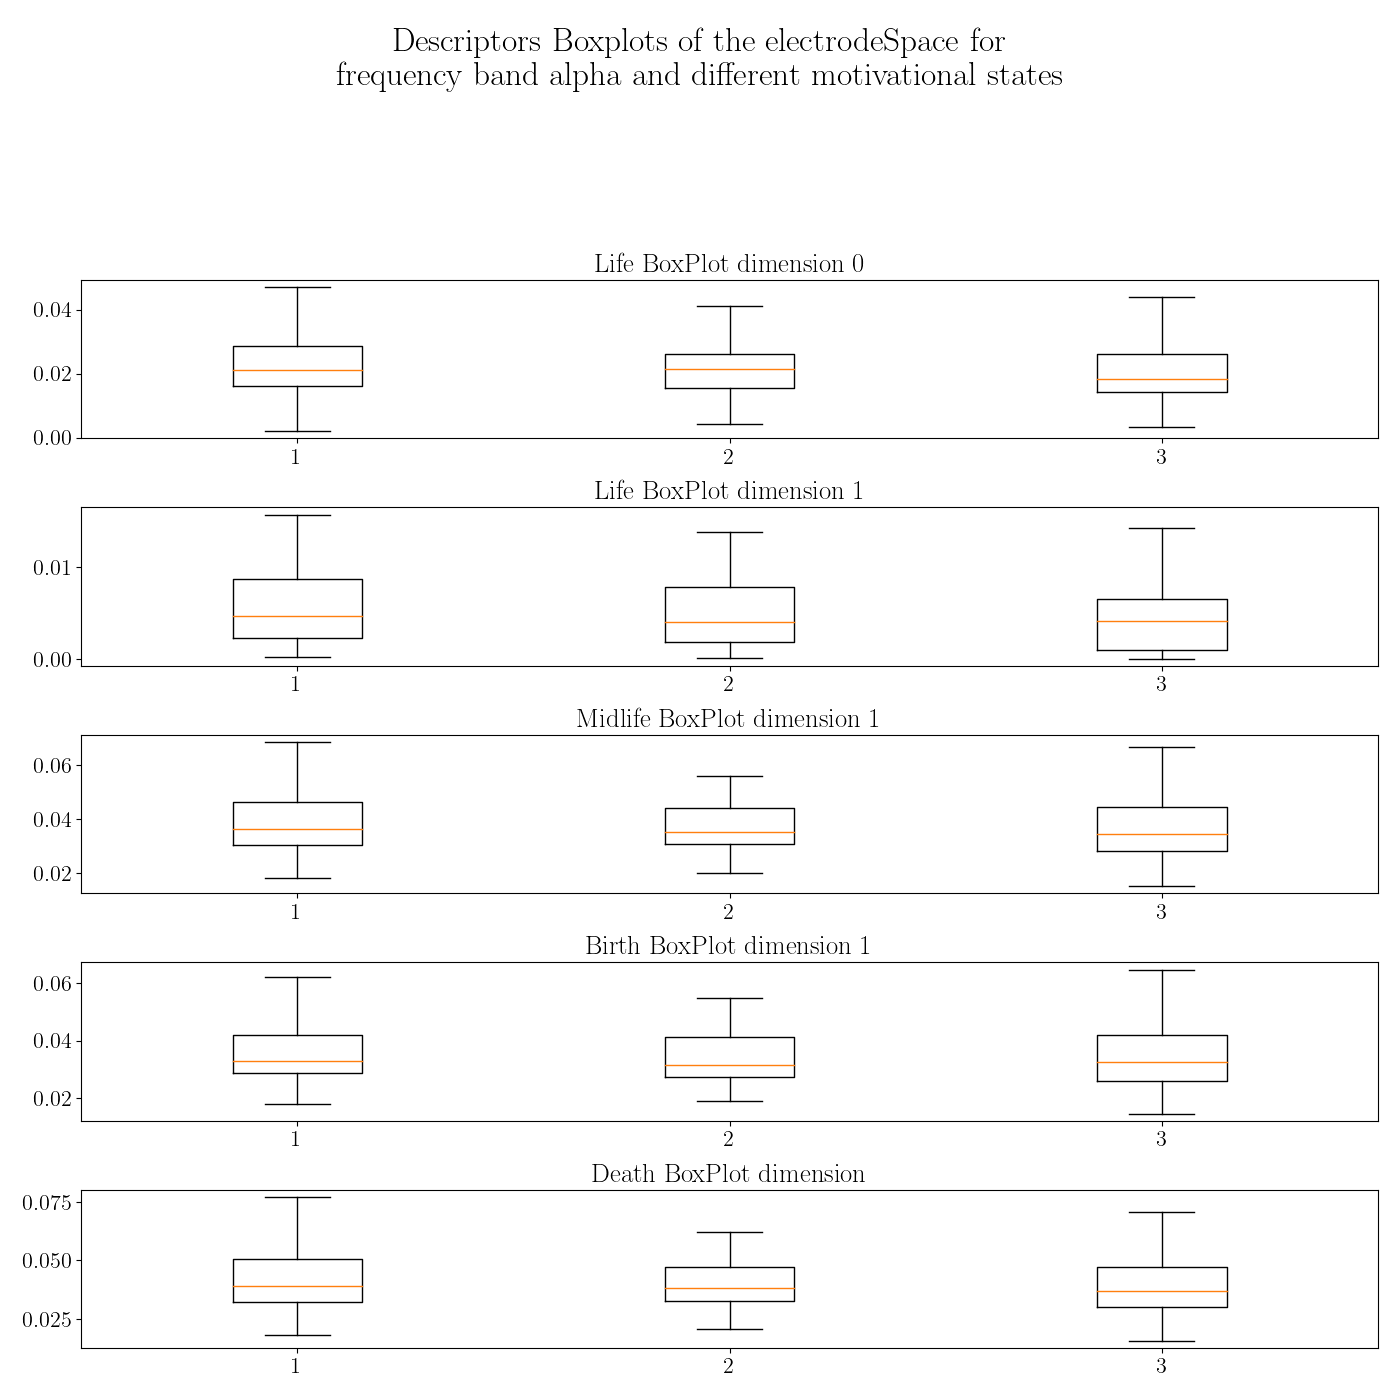 Descriptors Boxplots of the electrodeSpace for
frequency band alpha and different motivational states
Life BoxPlot dimension 0
0.04
0.02
0.00
1 2 3
Life BoxPlot dimension 1
0.01
0.00
1 2 3
Midlife BoxPlot dimension 1
0.06
0.04
0.02
1 2 3
Birth BoxPlot dimension 1
0.06
0.04
0.02
1 2 3
Death BoxPlot dimension
0.075
0.050
0.025
1 2 3